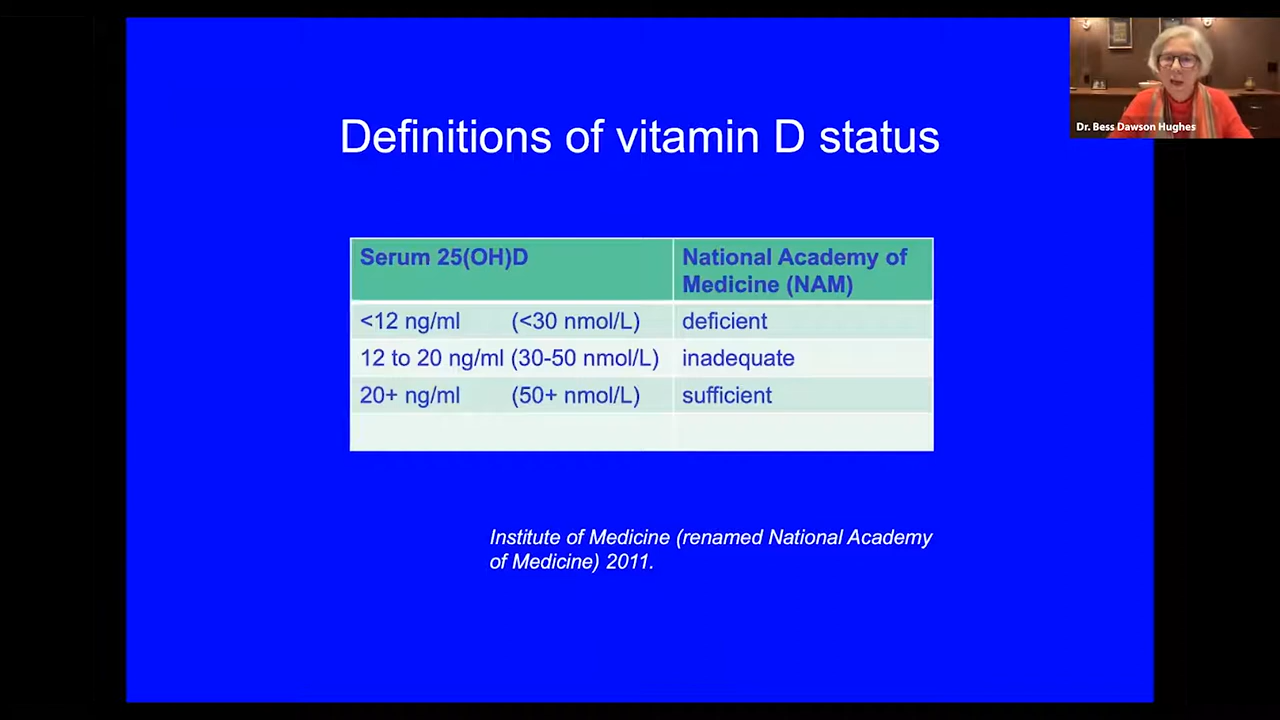 Definitions of vitamin D status
Dr. Bess Dawson Hughes
Serum 25(OH)D
National Academy of
Medicine (NAM)
<12 ng/ml (<30 nmol/L) deficient
12 to 20 ng/ml (30-50 nmol/L) inadequate
20+ ng/ml (50+ nmol/L) sufficient
Institute of Medicine (renamed National Academy
of Medicine) 2011.